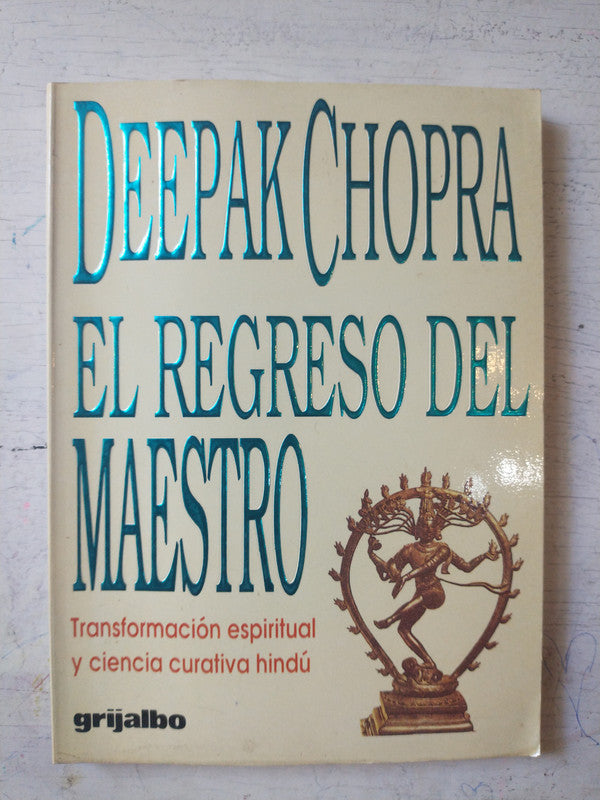 DEEPAK CHOPRA
EL REGRESO DEL
MAESTRO
Transformación espiritual
y ciencia curativa hindú
grijalbo